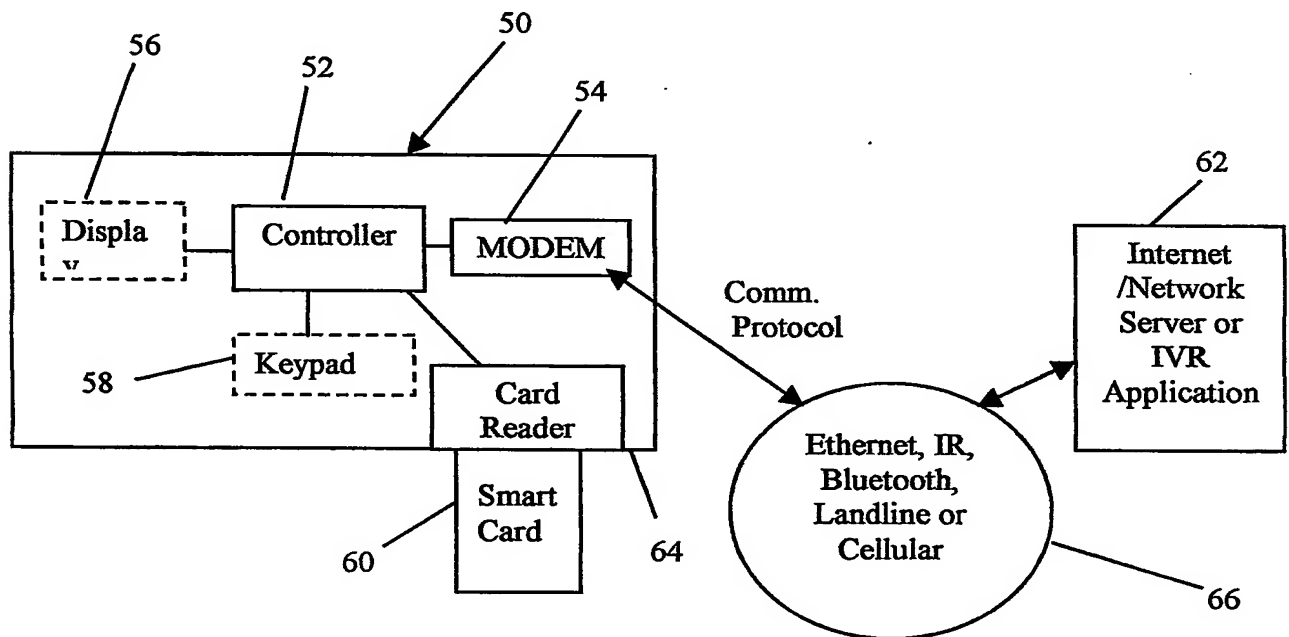 56
52
50
54
62
Displa
y
Controller
MODEM
Keypad
58
Card
Reader
Smart
Card
60
64
Comm.
Protocol
Ethernet, IR,
Bluetooth,
Landline or
Cellular
66
Internet
/Network
Server or
IVR
Application